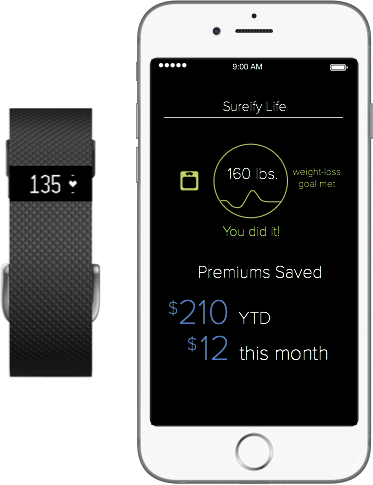 135
9:00 AM
Sureify Life
160 lbs.
weight-loss
goal met
You did it!
Premiums Saved
$210 YTD
$12 this month